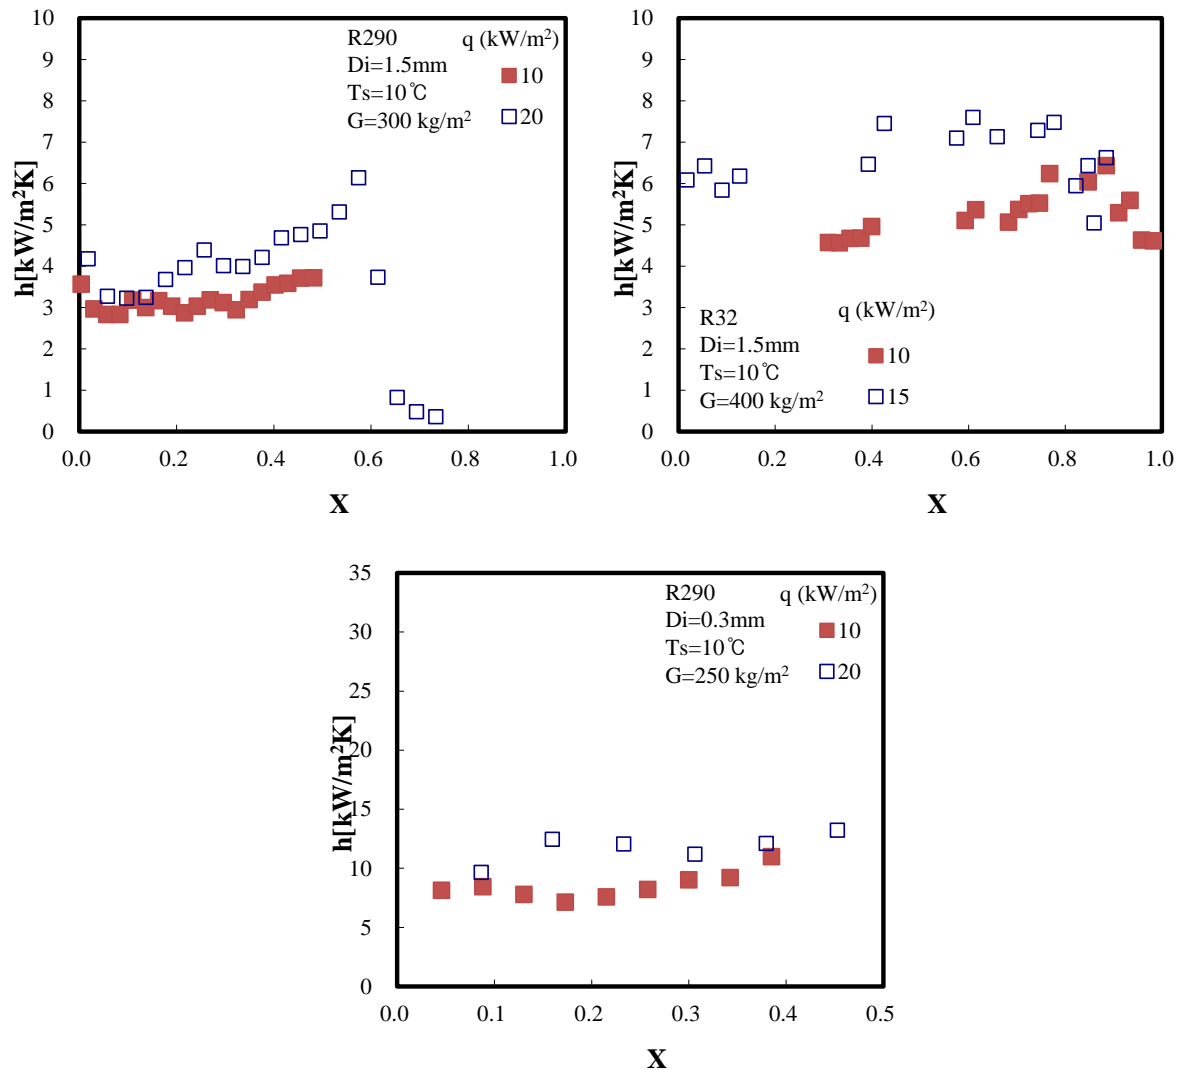 10
9
8
7
6
5
4
3
2
1
0
h[kW/m²K]
R290
Di=1.5mm
Ts=10℃
G=300 kg/m²
q (kW/m²)
10
20
0.0 0.2 0.4 0.6 0.8 1.0
X
10
9
8
7
6
5
4
3
2
1
0
h[kW/m²K]
R32
Di=1.5mm
Ts=10℃
G=400 kg/m²
q (kW/m²)
10
15
0.0 0.2 0.4 0.6 0.8 1.0
X
35
30
25
20
15
10
5
0
h[kW/m²K]
R290
Di=0.3mm
Ts=10℃
G=250 kg/m²
q (kW/m²)
10
20
0.0 0.1 0.2 0.3 0.4 0.5
X